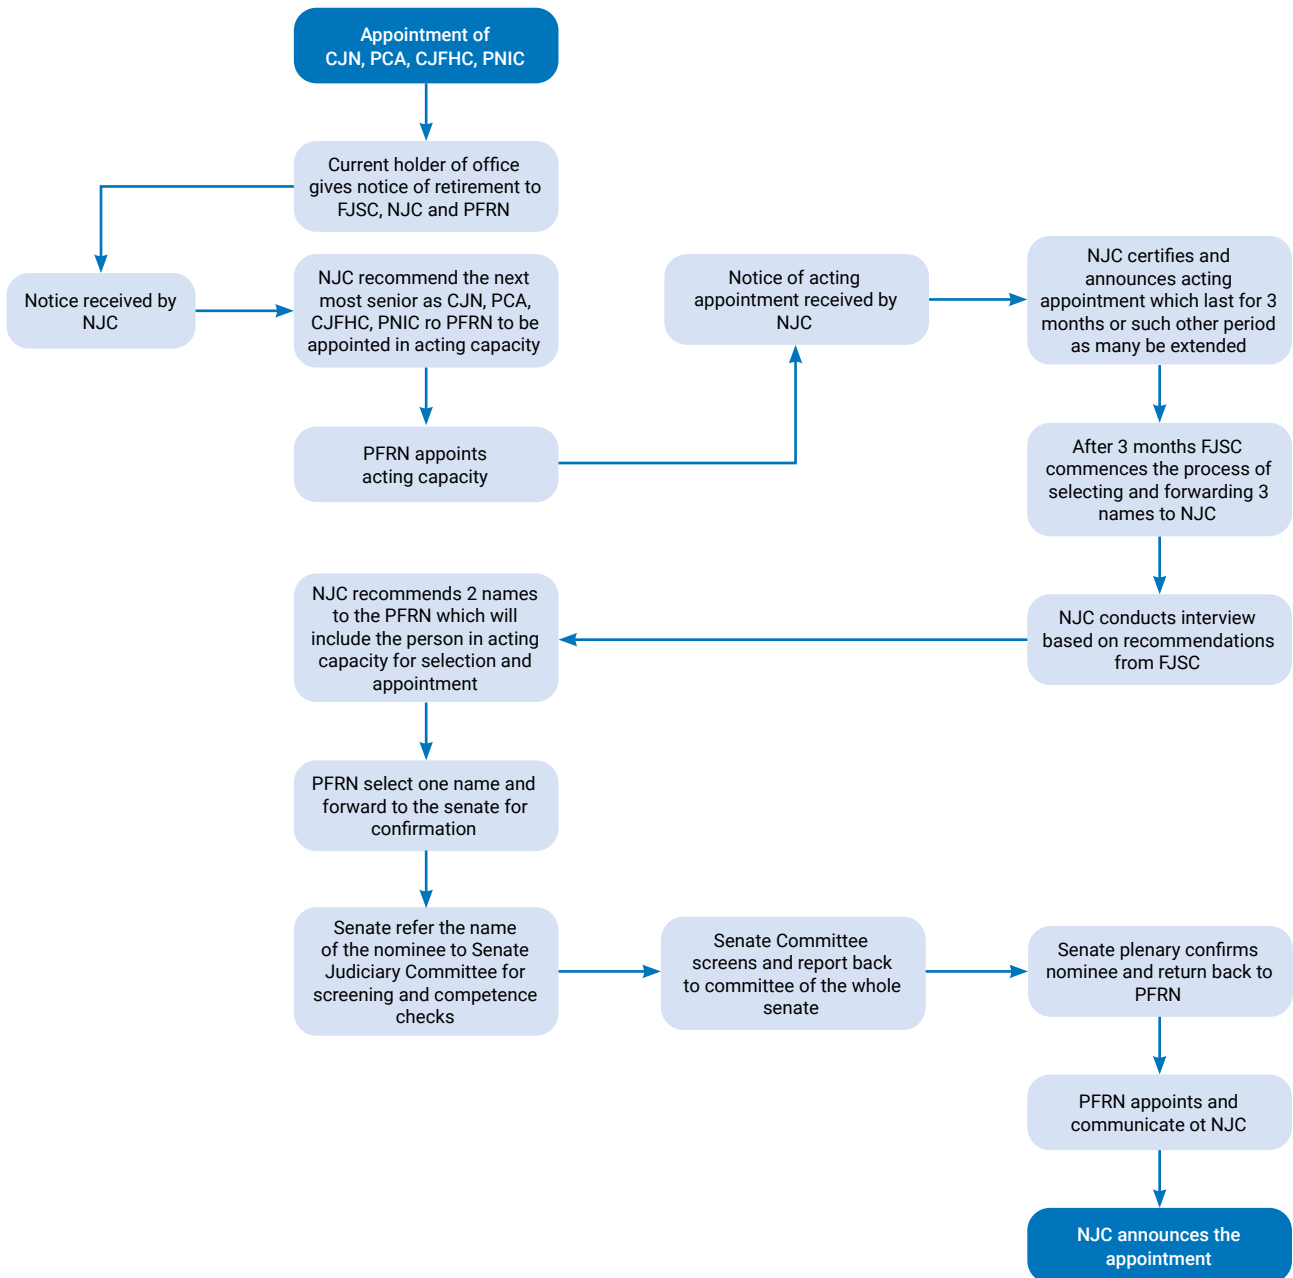 Appointment of
CJN, PCA, CJFHC, PNIC
Current holder of office
gives notice of retirement to
FJSC, NJC and PFRN
Notice received by
NJC
NJC recommend the next
most senior as CJN, PCA,
CJFHC, PNIC ro PFRN to be
appointed in acting capacity
PFRN appoints
acting capacity
Notice of acting
appointment received by
NJC
NJC certifies and
announces acting
appointment which last for 3
months or such other period
as many be extended
After 3 months FJSC
commences the process of
selecting and forwarding 3
names to NJC
NJC conducts interview
based on recommendations
from FJSC
NJC recommends 2 names
to the PFRN which will
include the person in acting
capacity for selection and
appointment
PFRN select one name and
forward to the senate for
confirmation
Senate refer the name
of the nominee to Senate
Judiciary Committee for
screening and competence
checks
Senate Committee
screens and report back
to committee of the whole
senate
Senate plenary confirms
nominee and return back to
PFRN
PFRN appoints and
communicate ot NJC
NJC announces the
appointment